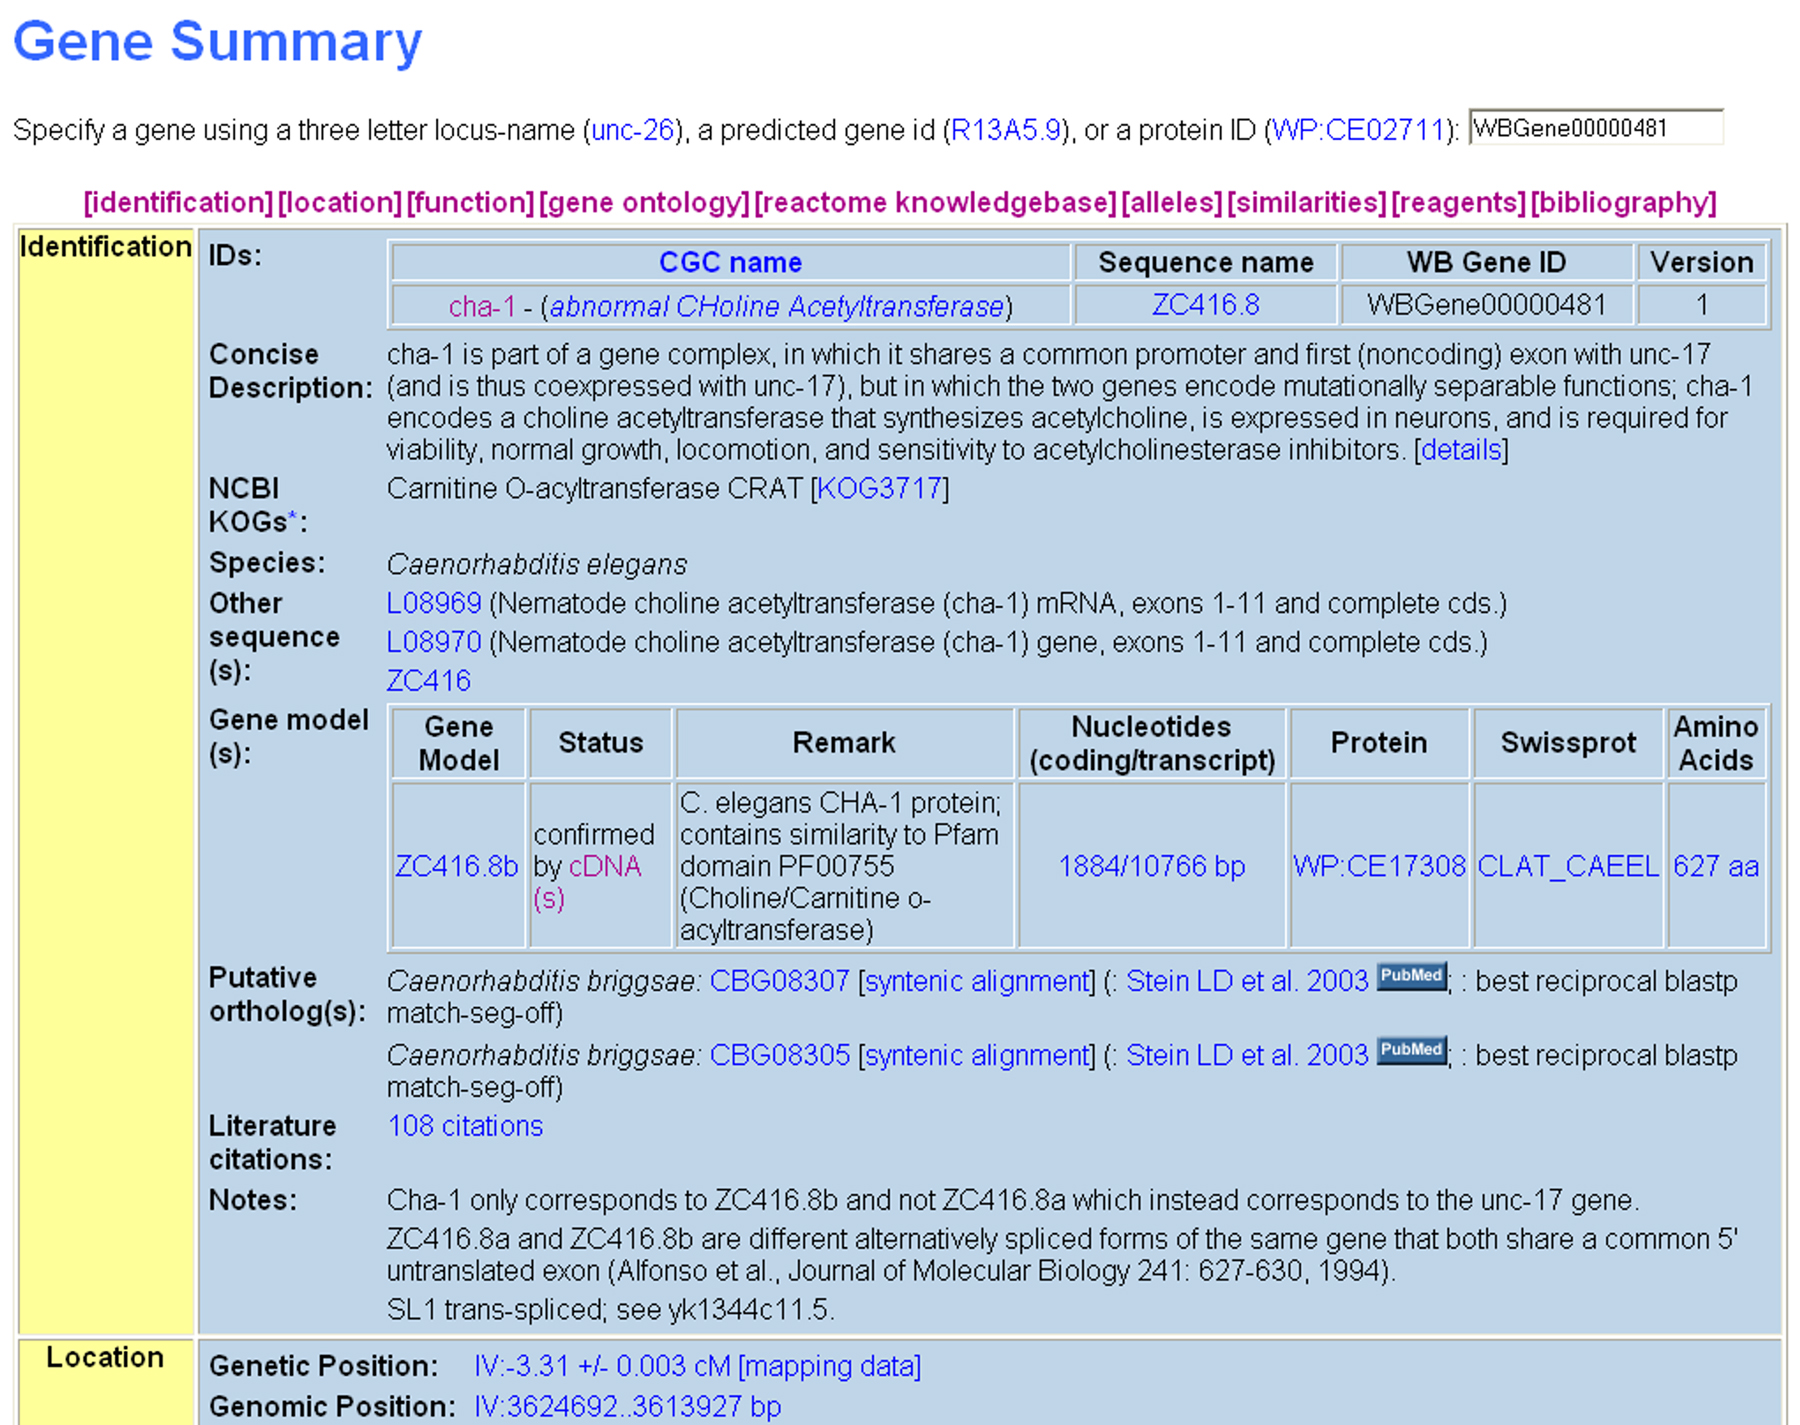 Gene Summary
Specify a gene using a three letter locus-name (unc-26), a predicted gene id (R13A5.9), or a protein ID (WP:CE02711): WBGene00000481
[identification][location][function][gene ontology][reactome knowledgebase][alleles][similarities][reagents][bibliography]
Identification
IDs:
CGC name Sequence name WB Gene ID Version
cha-1 - (abnormal CHoline Acetyltransferase) ZC416.8 WBGene00000481 1
Concise Description:
cha-1 is part of a gene complex, in which it shares a common promoter and first (noncoding) exon with unc-17
(and is thus coexpressed with unc-17), but in which the two genes encode mutationally separable functions; cha-1
encodes a choline acetyltransferase that synthesizes acetylcholine, is expressed in neurons, and is required for
viability, normal growth, locomotion, and sensitivity to acetylcholinesterase inhibitors. [details]
NCBI
KOGs*:
Carnitine O-acyltransferase CRAT [KOG3717]
Species:
Caenorhabditis elegans
Other
sequence
(s):
L08969 (Nematode choline acetyltransferase (cha-1) mRNA, exons 1-11 and complete cds.)
L08970 (Nematode choline acetyltransferase (cha-1) gene, exons 1-11 and complete cds.)
ZC416
Gene model
(s):
Gene Model Status Remark Nucleotides (coding/transcript) Protein Swissprot Amino Acids
ZC416.8b
confirmed
by cDNA
(s)
C. elegans CHA-1 protein;
contains similarity to Pfam
domain PF00755
(Choline/Carnitine o-
acyltransferase)
1884/10766 bp
WP:CE17308
CLAT_CAEEL
627 aa
Putative
ortholog(s):
Caenorhabditis briggsae: CBG08307 [syntenic alignment] (: Stein LD et al. 2003 PubMed; : best reciprocal blastp
match-seg-off)
Caenorhabditis briggsae: CBG08305 [syntenic alignment] (: Stein LD et al. 2003 PubMed; : best reciprocal blastp
match-seg-off)
Literature
citations:
108 citations
Notes:
Cha-1 only corresponds to ZC416.8b and not ZC416.8a which instead corresponds to the unc-17 gene.
ZC416.8a and ZC416.8b are different alternatively spliced forms of the same gene that both share a common 5'
untranslated exon (Alfonso et al., Journal of Molecular Biology 241: 627-630, 1994).
SL1 trans-spliced; see yk1344c11.5.
Location
Genetic Position: IV:-3.31 +/- 0.003 cM [mapping data]
Genomic Position: IV:3624692..3613927 bp